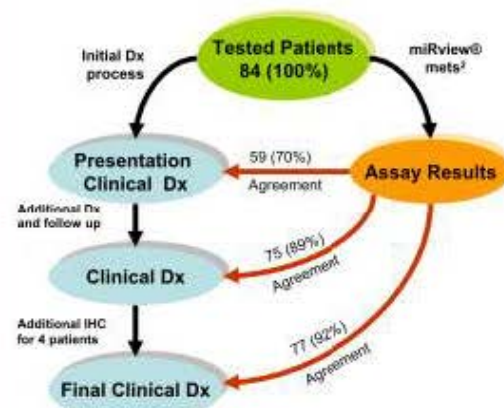 Tested Patients
84 (100%)
Initial Dx
process
miRview®
mets²
Presentation
Clinical Dx
59 (70%)
Agreement
Assay Results
Additional Dx
and follow up
75 (89%)
Agreement
Clinical Dx
Additional IHC
for 4 patients
77 (92%)
Agreement
Final Clinical Dx